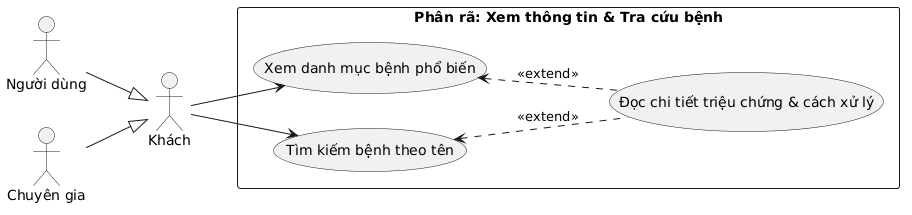 Phân rã: Xem thông tin & Tra cứu bệnh
Người dùng
Chuyên gia
Khách
Xem danh mục bệnh phổ biến
Tìm kiếm bệnh theo tên
«extend»
«extend»
Đọc chi tiết triệu chứng & cách xử lý